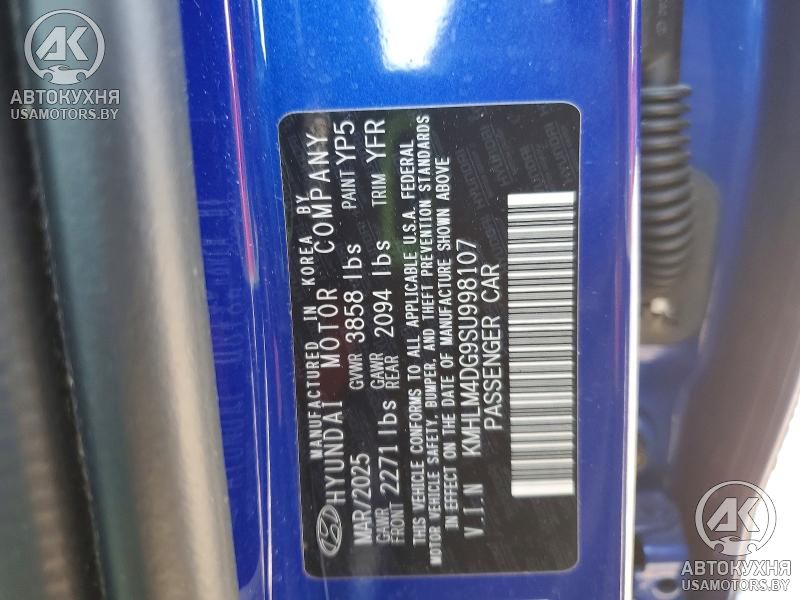 MANUFACTURED IN KOREA BY
HYUNDAI MOTOR COMPANY
MAR/2025 GVWR 3858 lbs PAINT YP5
GAWR FRONT 2271 lbs GAWR REAR 2094 lbs TRIM YFR
THIS VEHICLE CONFORMS TO ALL APPLICABLE U.S.A. FEDERAL
MOTOR VEHICLE SAFETY, BUMPER, AND THEFT PREVENTION STANDARDS
IN EFFECT ON THE DATE OF MANUFACTURE SHOWN ABOVE
V.I.N KMHLM4DG9SU998107
PASSENGER CAR
АК
АВТОКУХНЯ
USAMOTORS.BY
АК
АВТОКУХНЯ
USAMOTORS.BY